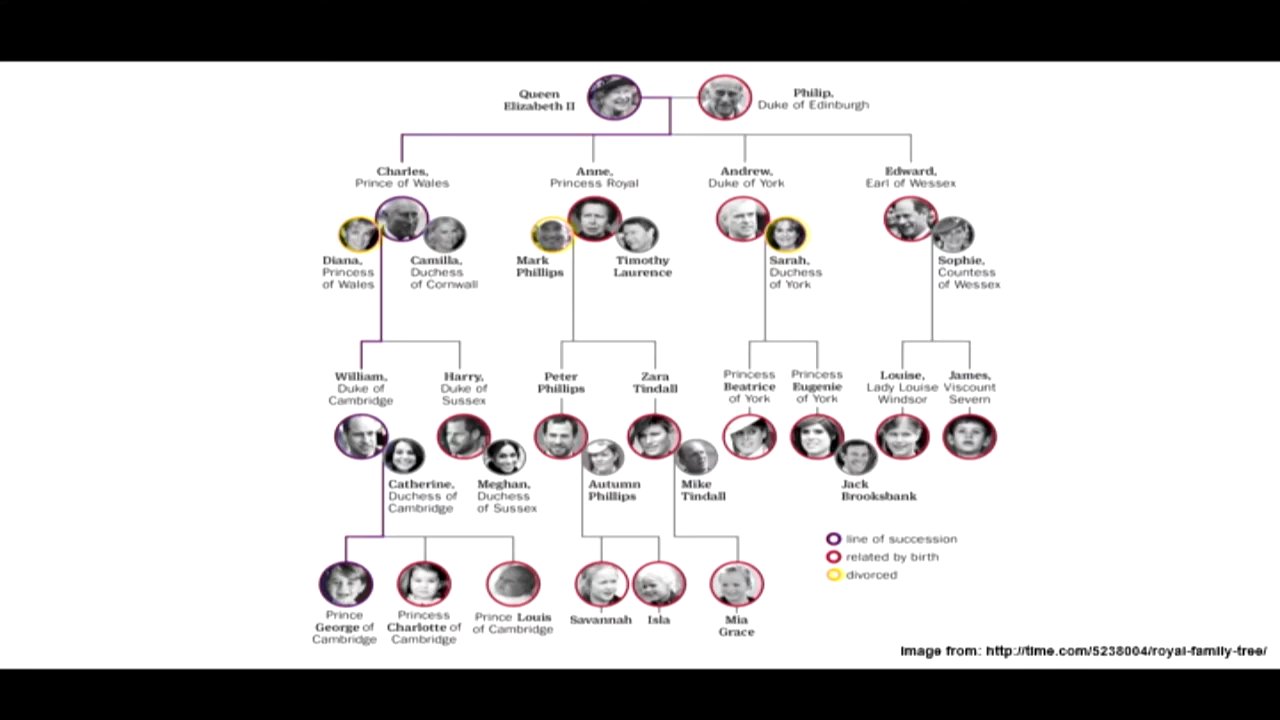 Queen
Elizabeth II
Philip,
Duke of Edinburgh
Charles,
Prince of Wales
Anne,
Princess Royal
Andrew,
Duke of York
Edward,
Earl of Wessex
Diana,
Princess
of Wales
Camilla,
Duchess
of Cornwall
Mark
Phillips
Timothy
Laurence
Sarah,
Duchess
of York
Sophie,
Countess
of Wessex
William,
Duke of
Cambridge
Harry,
Duke of
Sussex
Peter
Phillips
Zara
Tindall
Princess
Beatrice
of York
Princess
Eugenie
of York
Louise,
Lady Louise
Windsor
James,
Viscount
Severn
Catherine,
Duchess of
Cambridge
Meghan,
Duchess
of Sussex
Autumn
Phillips
Mike
Tindall
Jack
Brooksbank
line of succession
related by birth
divorced
Prince
George of
Cambridge
Princess
Charlotte of
Cambridge
Prince Louis
of Cambridge
Savannah
Isla
Mia
Grace
Image from: http://time.com/5238004/royal-family-tree/